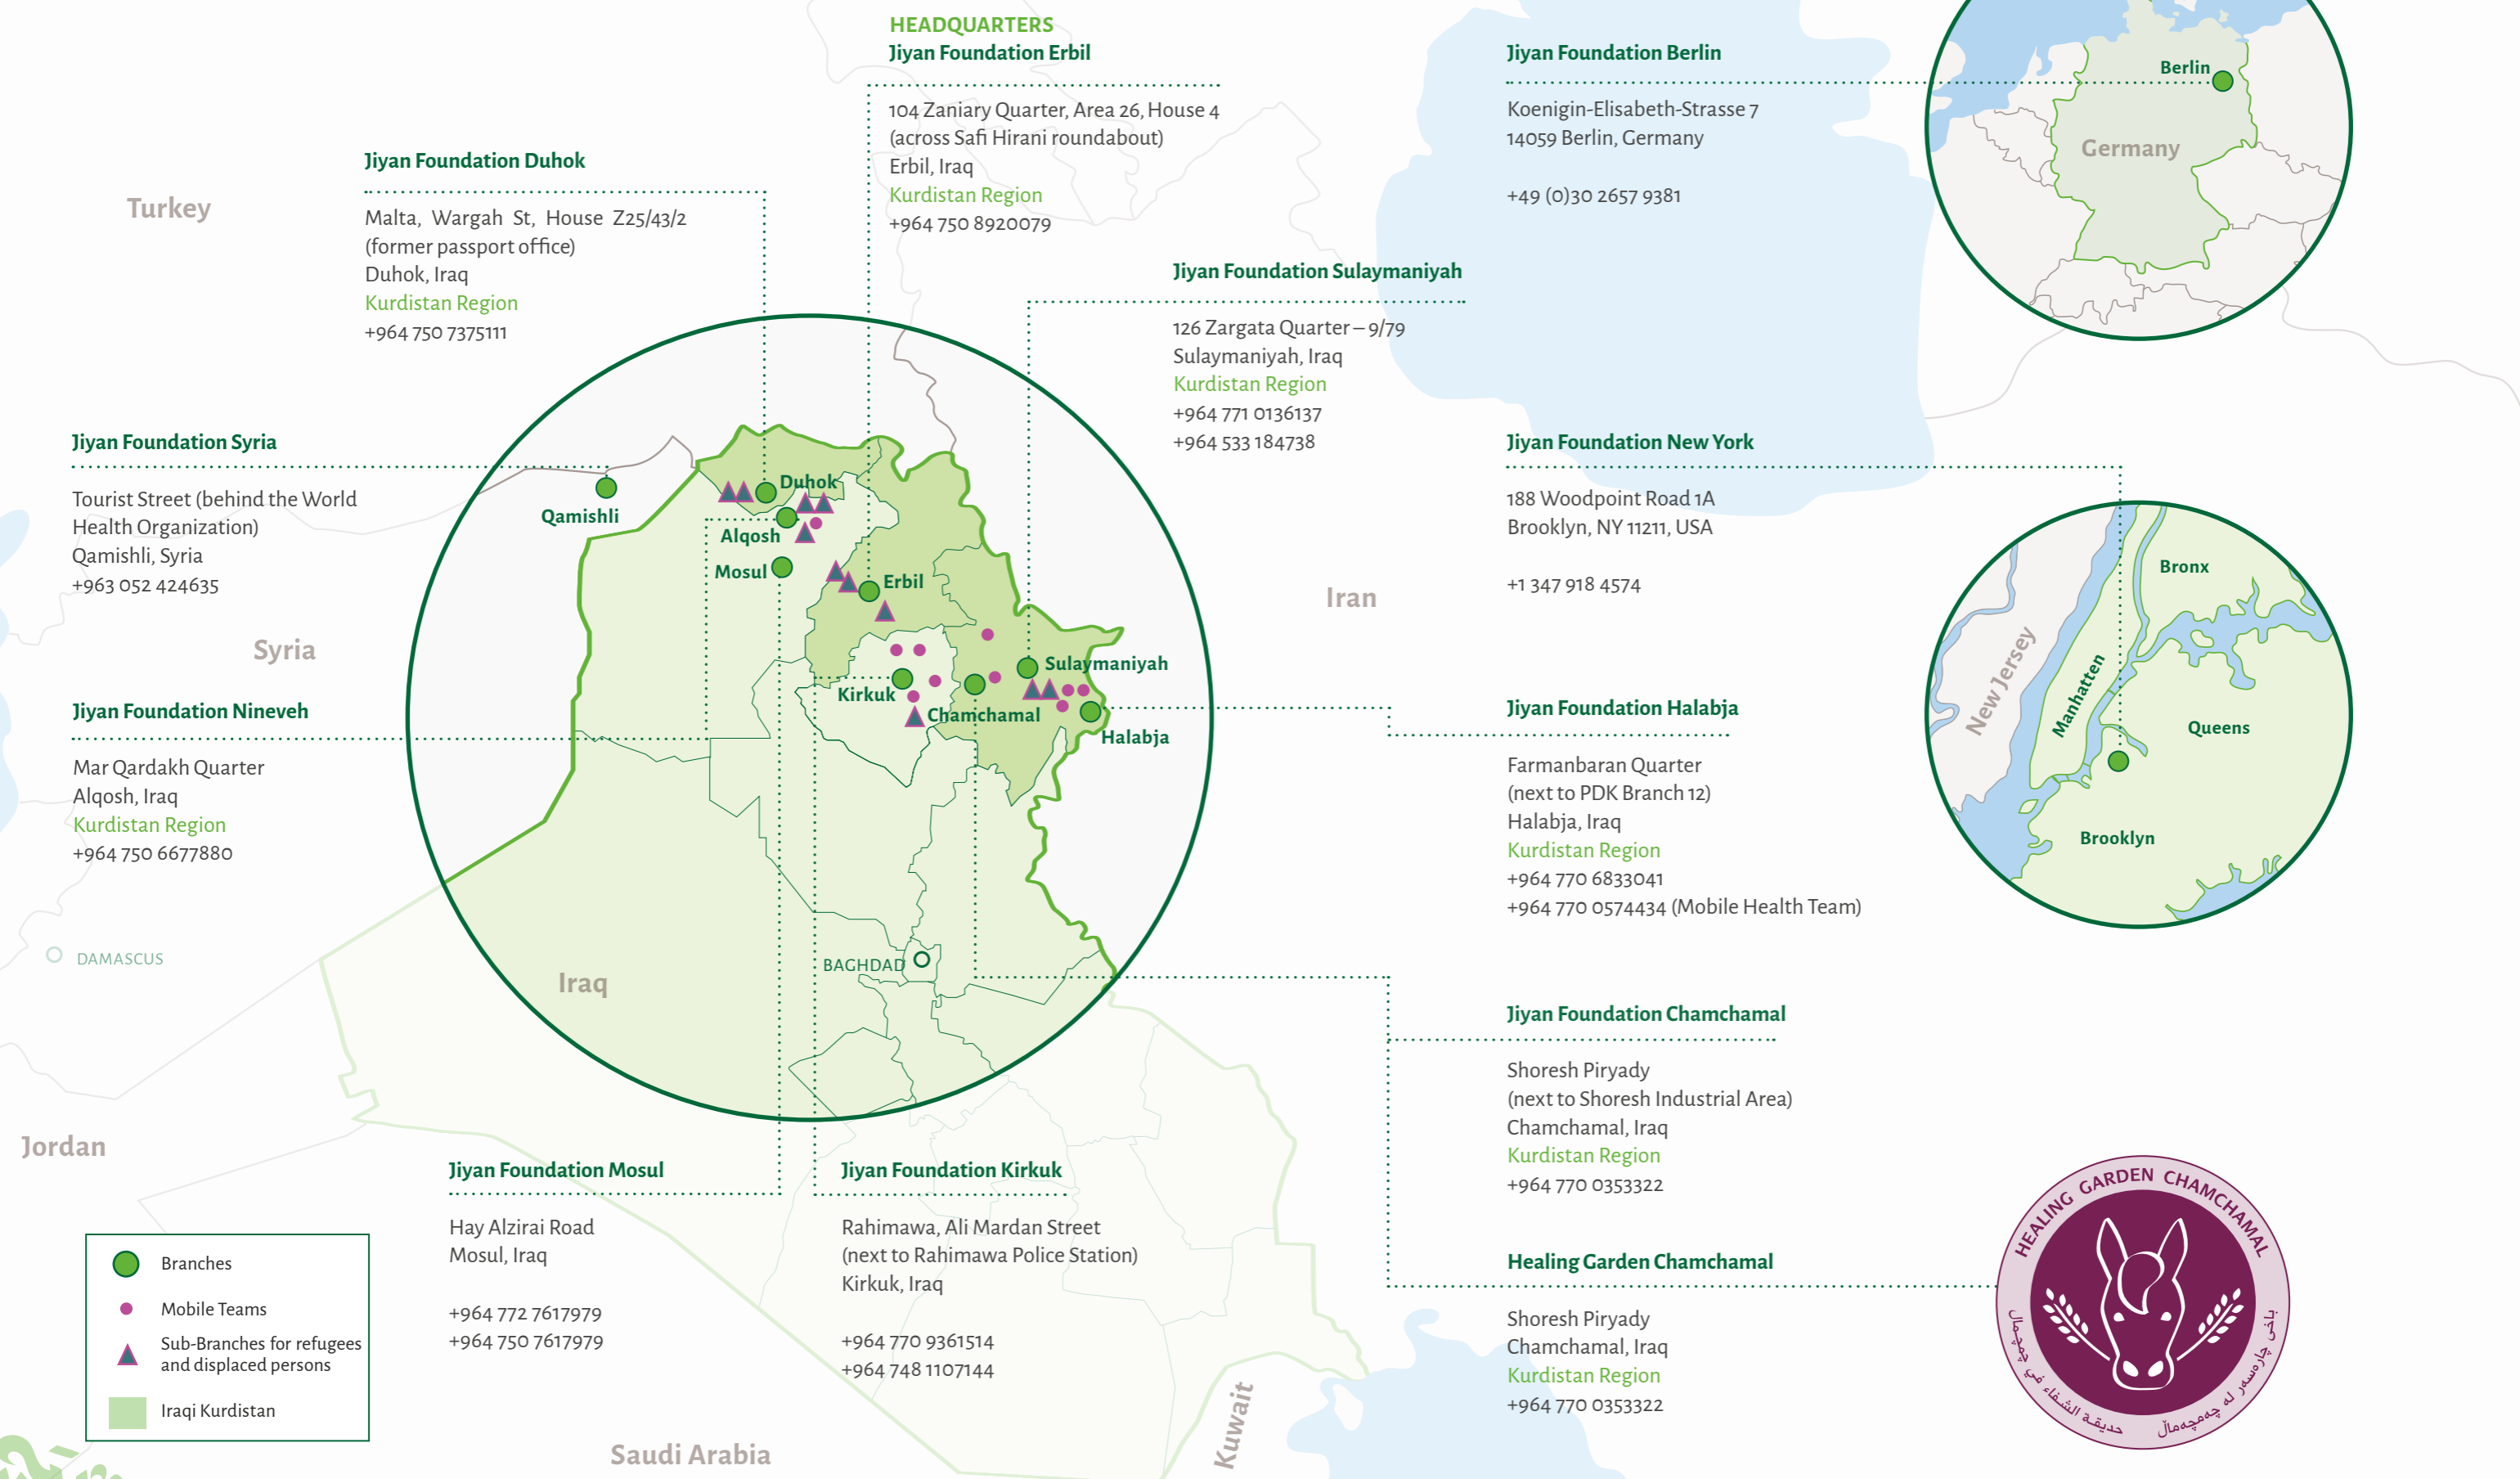 HEADQUARTERS
Jiyan Foundation Erbil
104 Zaniary Quarter, Area 26, House 4
(across Safi Hirani roundabout)
Erbil, Iraq
Kurdistan Region
+964 750 8920079
Jiyan Foundation Berlin
Koenigin-Elisabeth-Strasse 7
14059 Berlin, Germany
+49 (0)30 2657 9381
Berlin
Germany
Jiyan Foundation Duhok
Malta, Wargah St, House Z25/43/2
(former passport office)
Duhok, Iraq
Kurdistan Region
+964 750 7375111
Turkey
Jiyan Foundation Sulaymaniyah
126 Zargata Quarter – 9/79
Sulaymaniyah, Iraq
Kurdistan Region
+964 771 0136137
+964 533 184738
Jiyan Foundation Syria
Tourist Street (behind the World
Health Organization)
Qamishli, Syria
+963 052 424635
Syria
Jiyan Foundation New York
188 Woodpoint Road 1A
Brooklyn, NY 11211, USA
+1 347 918 4574
Bronx
New Jersey
Manhatten
Queens
Brooklyn
Qamishli
Duhok
Alqosh
Mosul
Erbil
Iran
Sulaymaniyah
Kirkuk
Chamchamal
Halabja
Jiyan Foundation Nineveh
Mar Qardakh Quarter
Alqosh, Iraq
Kurdistan Region
+964 750 6677880
Jiyan Foundation Halabja
Farmanbaran Quarter
(next to PDK Branch 12)
Halabja, Iraq
Kurdistan Region
+964 770 6833041
+964 770 0574434 (Mobile Health Team)
DAMASCUS
BAGHDAD
Iraq
Jiyan Foundation Chamchamal
Shoresh Piryady
(next to Shoresh Industrial Area)
Chamchamal, Iraq
Kurdistan Region
+964 770 0353322
Jordan
Jiyan Foundation Mosul
Hay Alzirai Road
Mosul, Iraq
+964 772 7617979
+964 750 7617979
Jiyan Foundation Kirkuk
Rahimawa, Ali Mardan Street
(next to Rahimawa Police Station)
Kirkuk, Iraq
+964 770 9361514
+964 748 1107144
Healing Garden Chamchamal
Shoresh Piryady
Chamchamal, Iraq
Kurdistan Region
+964 770 0353322
HEALING GARDEN CHAMCHAMAL
حديقة الشفاء في چمچمال
باخی چارەسەر لە چەمچەماڵ
Branches
Mobile Teams
Sub-Branches for refugees
and displaced persons
Iraqi Kurdistan
Saudi Arabia
Kuwait